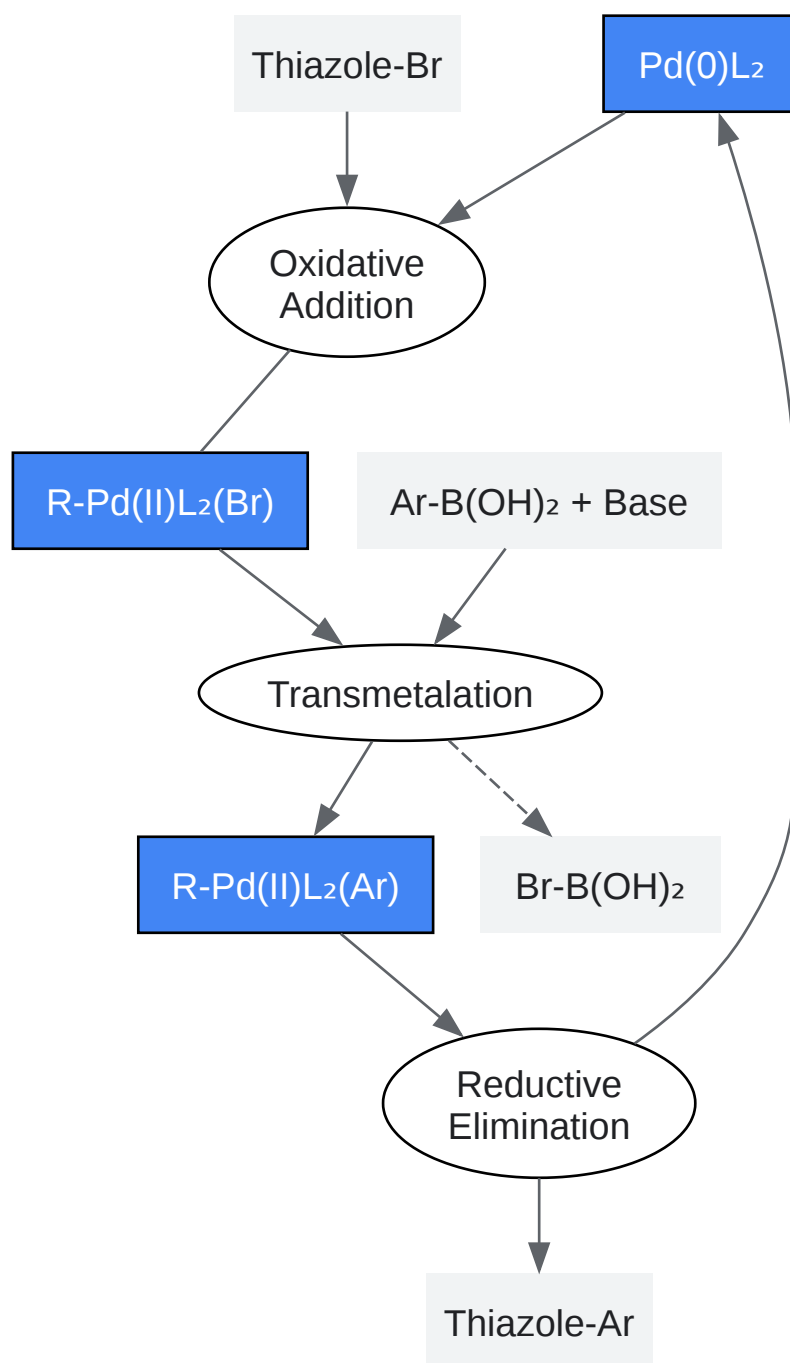 Thiazole-Br
Pd(0)L₂
Oxidative
Addition
R-Pd(II)L₂(Br)
Ar-B(OH)₂ + Base
Transmetalation
R-Pd(II)L₂(Ar)
Br-B(OH)₂
Reductive
Elimination
Thiazole-Ar